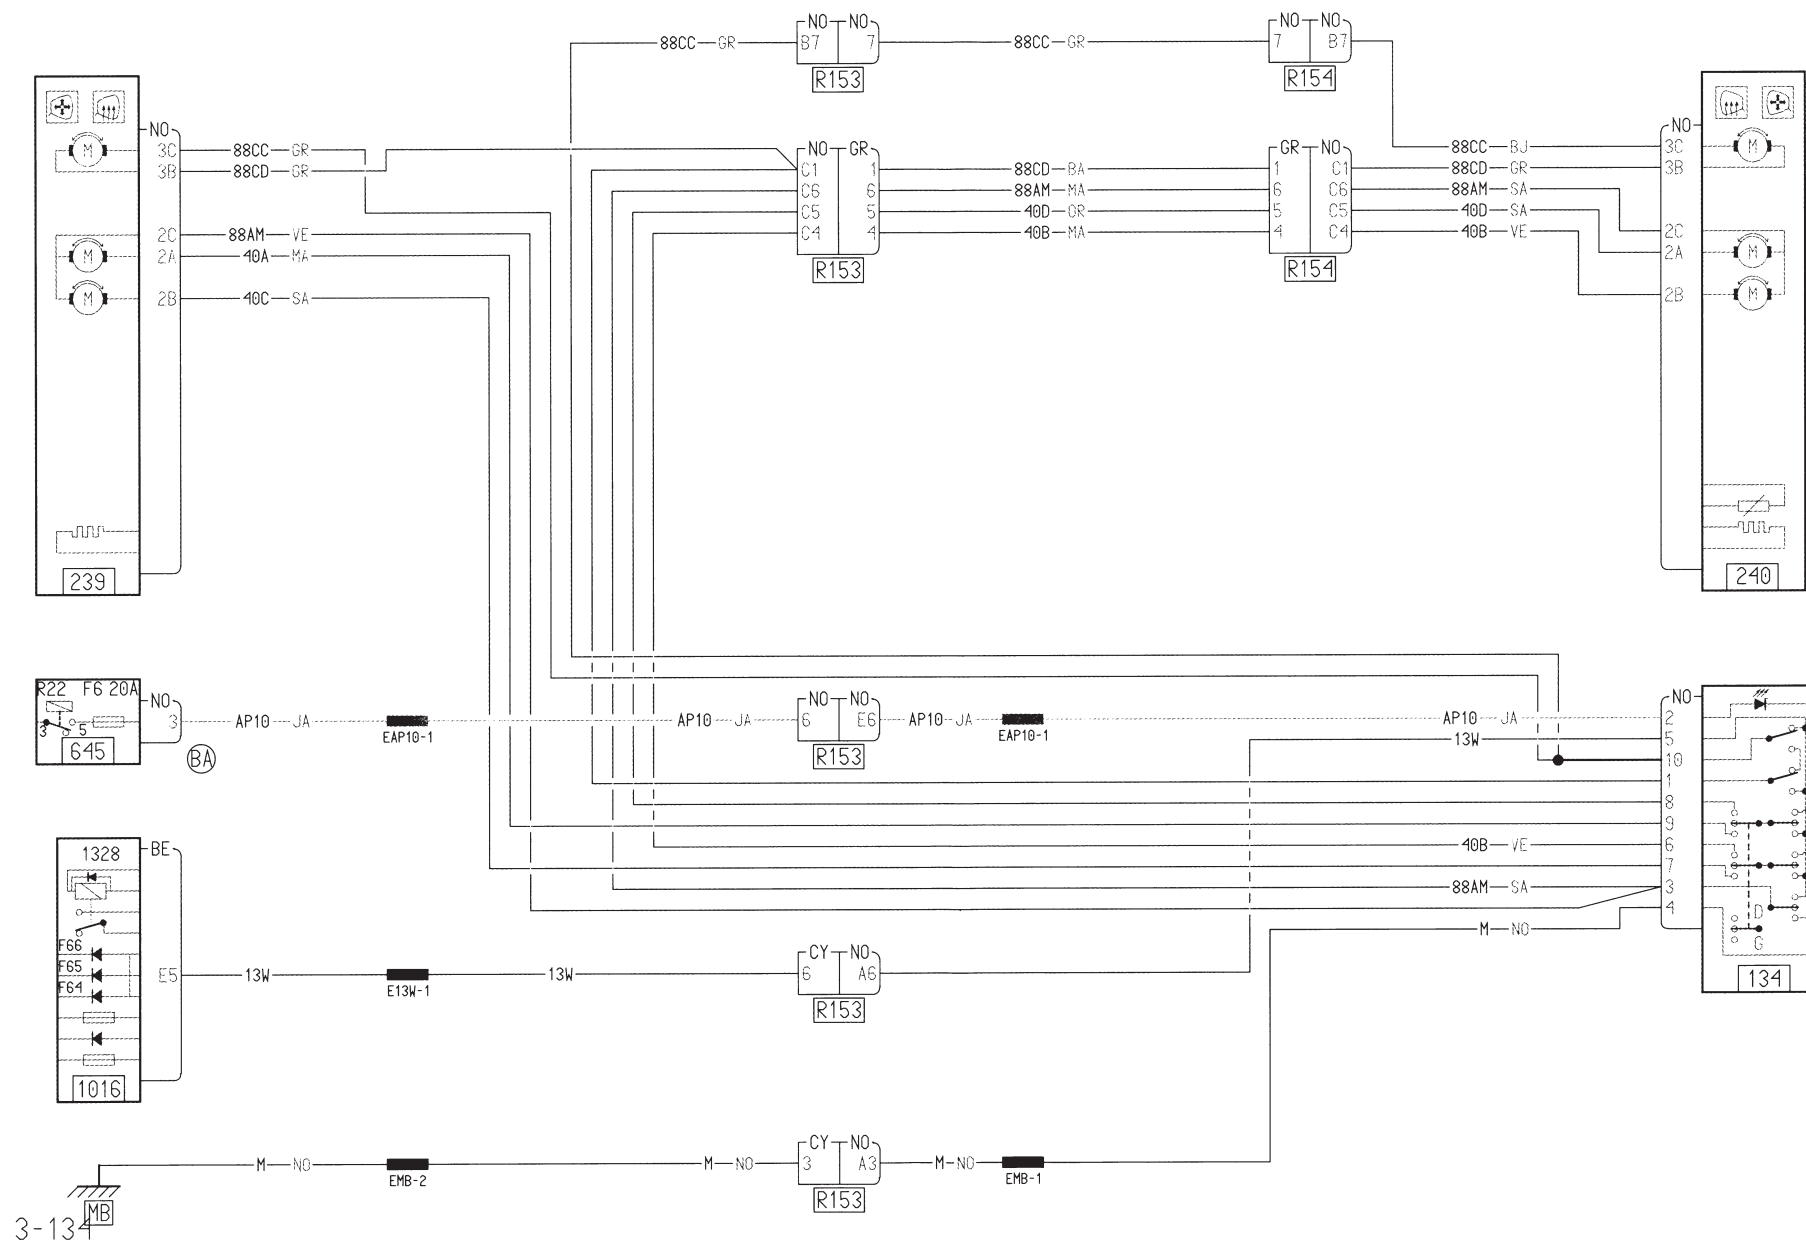 NO NO
88CC GR B7 7 88CC GR
R153
NO NO
7 B7
R154
NO
3C 88CC GR
3B 88CD GR
2C 88AM VE
2A 40A MA
2B 40C SA
239
NO GR
C1 1 88CD BA
C6 6 88AM MA
C5 5 40D OR
C4 4 40B MA
R153
GR NO
1 C1
6 C6
5 C5
4 C4
R154
NO
88CC BJ 3C
88CD GR 3B
88AM SA 2C
40D SA 2A
40B VE 2B
M
M
M
M
M
M
240
R22 F6 20A NO
3 5 3 AP10 JA EAP10-1 AP10 JA
645
BA
NO NO
6 E6 AP10 JA EAP10-1 AP10 JA
R153
NO
2
13W 5
10
1
8
9
40B VE 6
7
88AM SA 3
4
M NO
D
G
134
1328 BE
F66
F65
F64
E5 13W E13W-1 13W
1016
CY NO
6 A6
R153
M NO EMB-2 M NO
CY NO
3 A3 M NO EMB-1
R153
MB
3-134